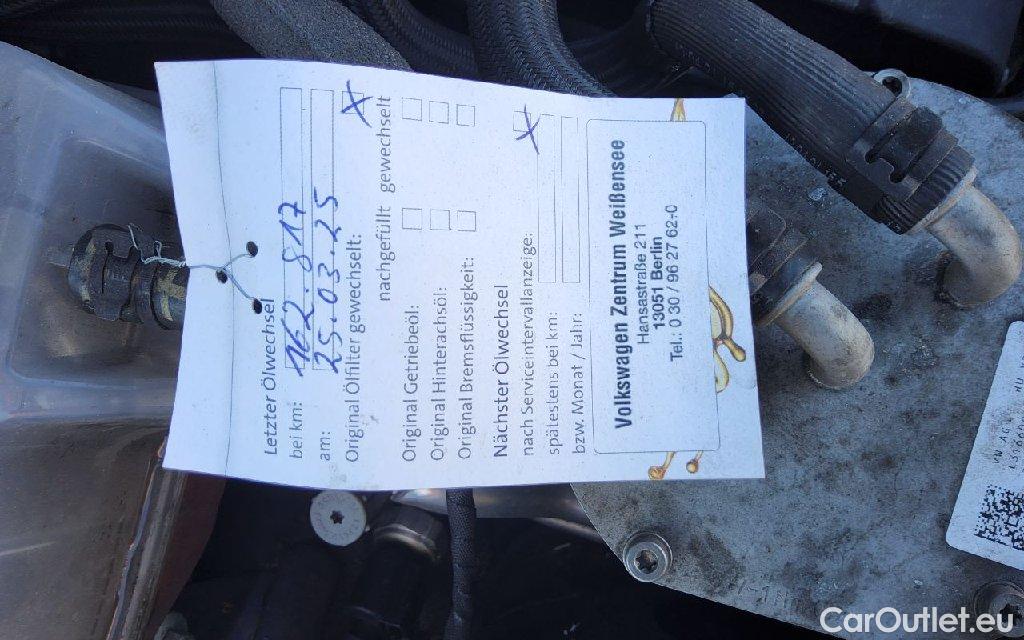 Letzter Ölwechsel
bei km: 162.817
am: 25.03.25
Original Ölfilter gewechselt: X
nachgefüllt gewechselt
Original Getriebeöl:
Original Hinterachsöl:
Original Bremsflüssigkeit:
Nächster Ölwechsel
nach Serviceintervallanzeige: X
spätestens bei km:
bzw. Monat / Jahr:
Volkswagen Zentrum Weißensee
Hansastraße 211
13051 Berlin
Tel.: 0 30 / 96 27 62-0
CarOutlet.eu